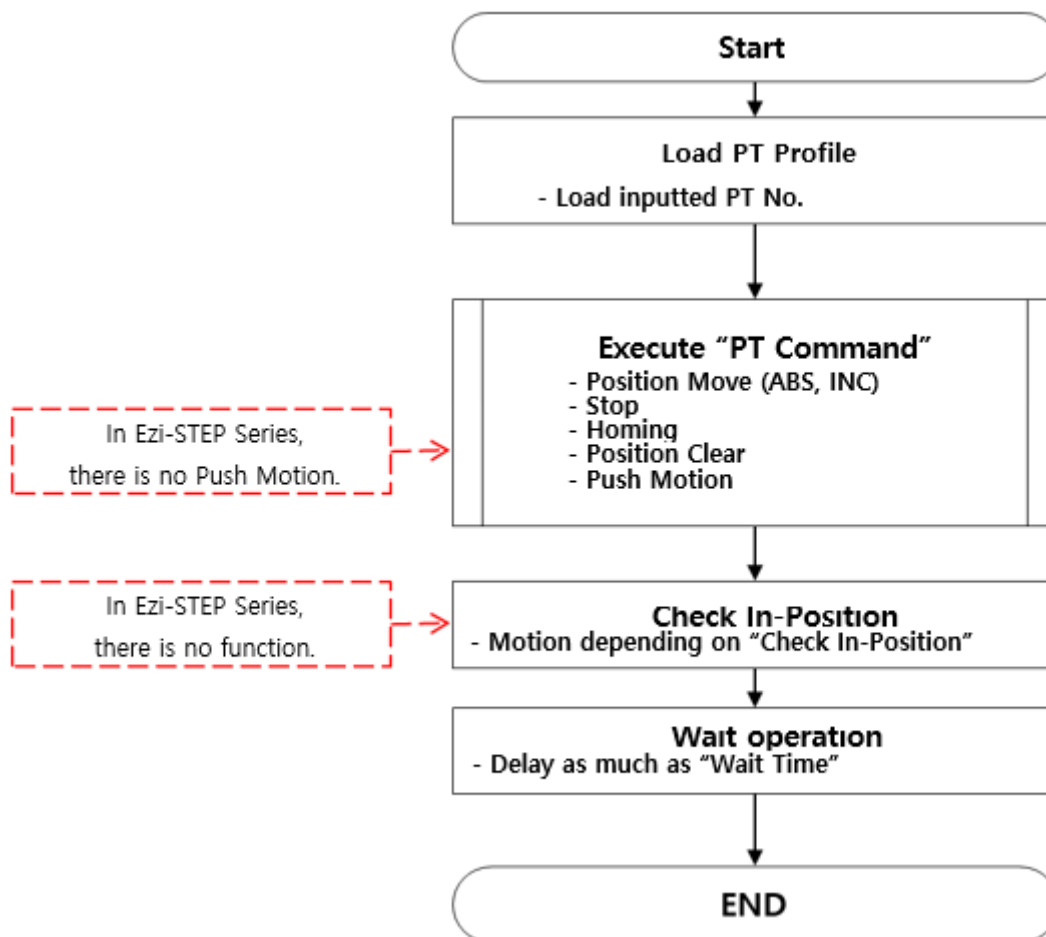 Start
Load PT Profile
- Load inputted PT No.
Execute “PT Command”
- Position Move (ABS, INC)
- Stop
- Homing
- Position Clear
- Push Motion
In Ezi-STEP Series,
there is no Push Motion.
In Ezi-STEP Series,
there is no function.
Check In-Position
- Motion depending on “Check In-Position”
Wait operation
- Delay as much as “Wait Time”
END